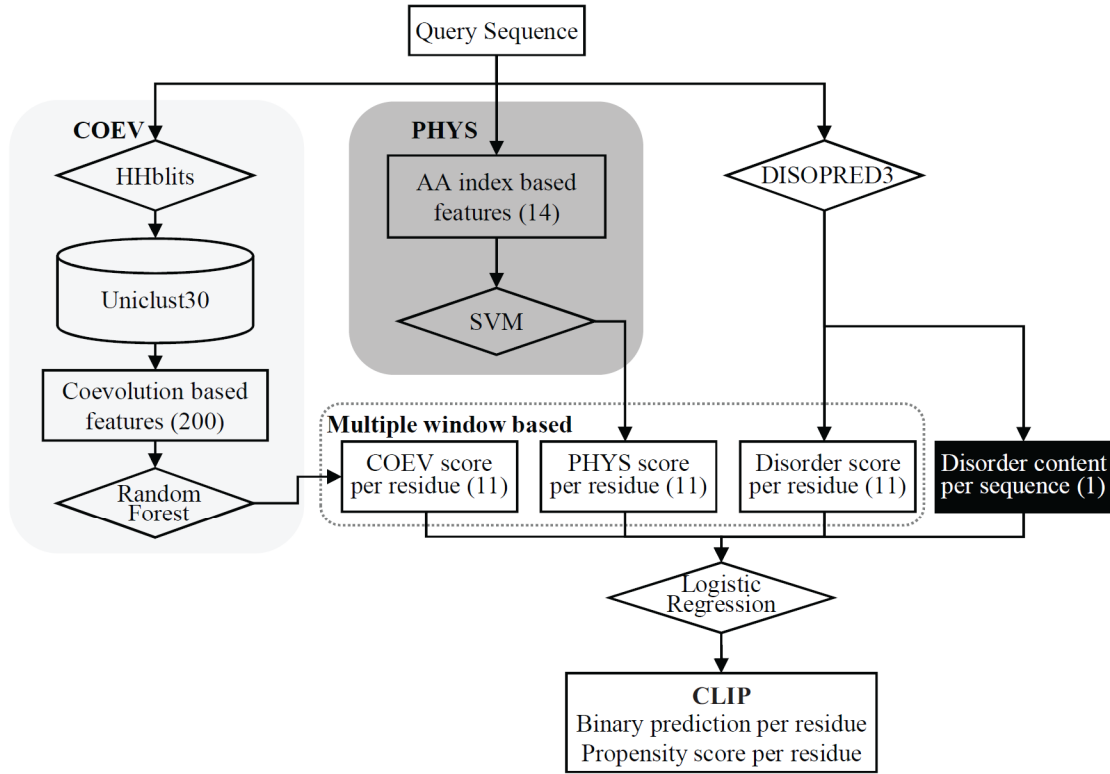 Query Sequence
COEV
PHYS
HHblits
AA index based
features (14)
DISOPRED3
Uniclust30
SVM
Coevolution based
features (200)
Multiple window based
Random
Forest
COEV score
per residue (11)
PHYS score
per residue (11)
Disorder score
per residue (11)
Disorder content
per sequence (1)
Logistic
Regression
CLIP
Binary prediction per residue
Propensity score per residue